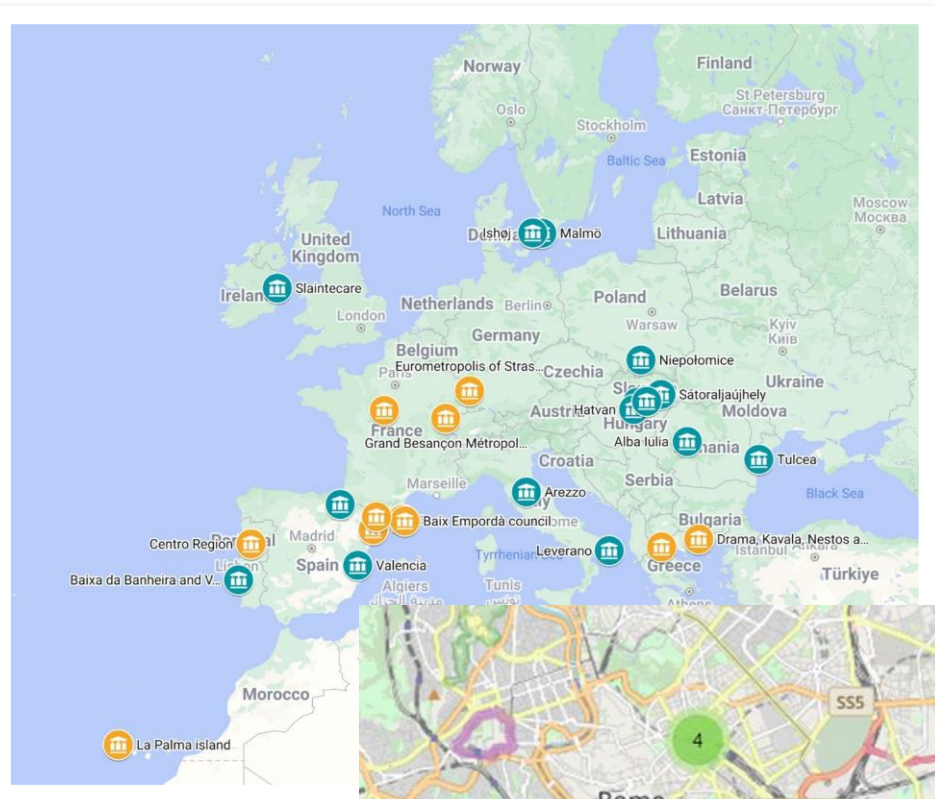 Norway
Finland
Oslo
St Petersburg
Санкт-Петербург
Stockholm
Baltic Sea
Estonia
Latvia
Moscow
Москва
North Sea
Ishøj
Malmö
Lithuania
United
Kingdom
Slaintecare
Netherlands
Berlin
Poland
Belarus
London
Warsaw
Kyiv
Київ
Germany
Belgium
Niepołomice
Paris
Eurometropolis of Stras...
Czechia
Ukraine
Sátoraljaújhely
Hatvan
Moldova
Hungary
France
Grand Besançon Métropol...
Alba Iulia
Croatia
Tulcea
Serbia
Marseille
Arezzo
Black Sea
Baix Empordà council
Bulgaria
Centro Region
Madrid
Drama, Kavala, Nestos a...
Istanbul
Ankara
Leverano
Tyrrhenian Sea
Greece
Spain
Valencia
Türkiye
Baixa da Banheira and V...
Algiers
Tunis
تونس
Morocco
SS5
4
La Palma island